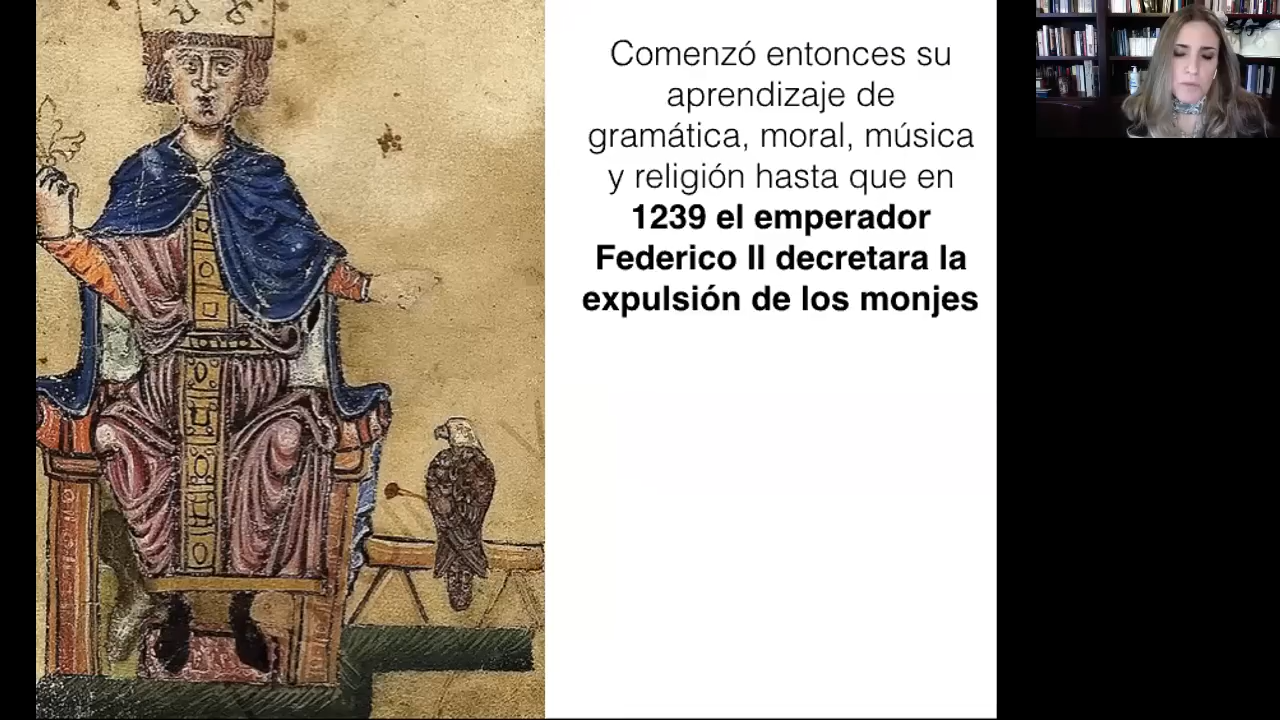 Comenzó entonces su
aprendizaje de
gramática, moral, música
y religión hasta que en
1239 el emperador
Federico II decretara la
expulsión de los monjes